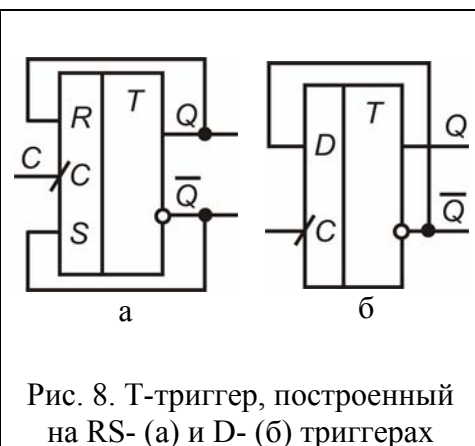 R T Q
C C
S Q̅
а
D T Q
C Q̅
б
Рис. 8. Т-триггер, построенный
на RS- (а) и D- (б) триггерах